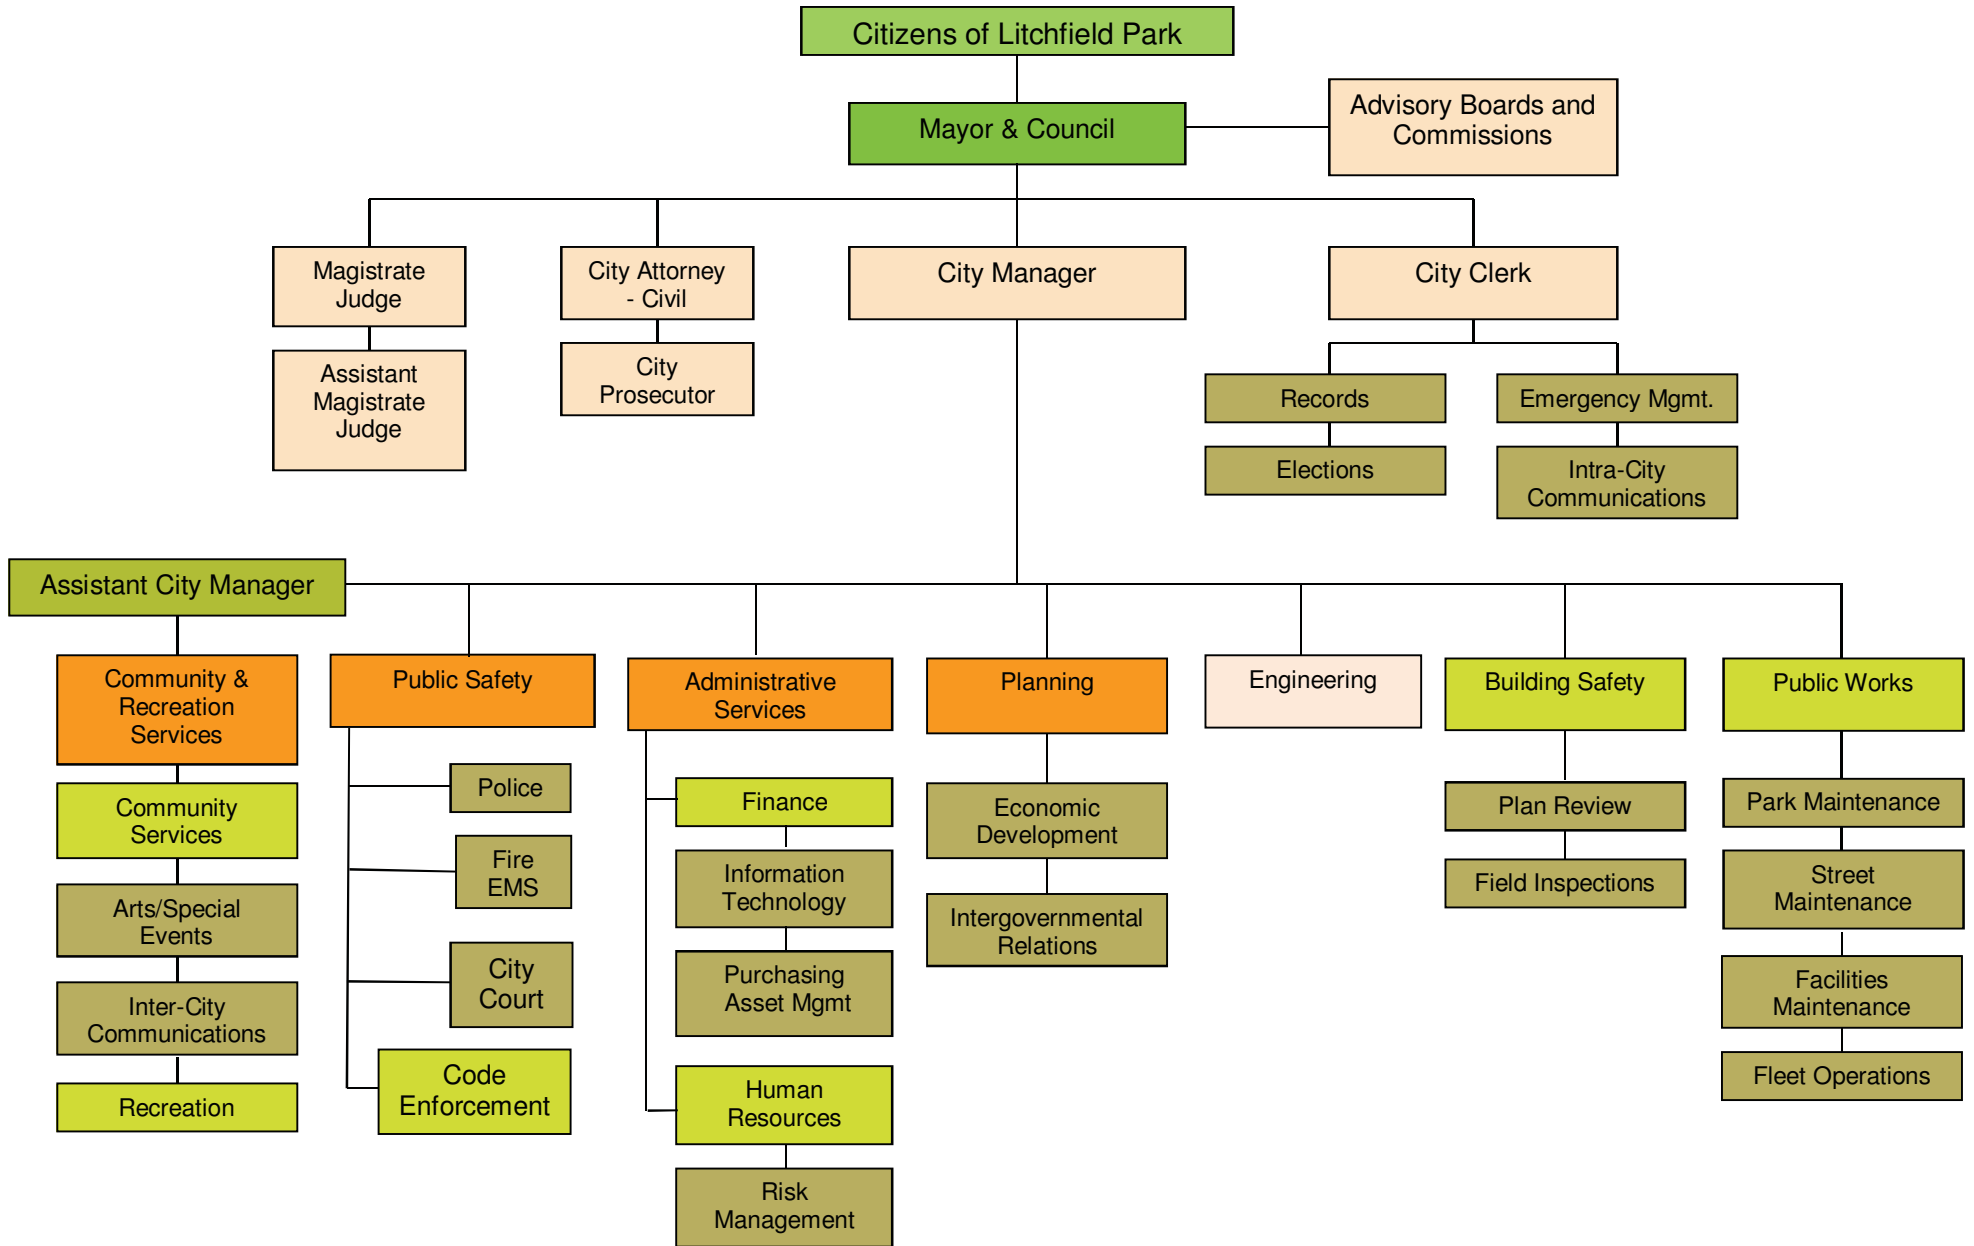 Citizens of Litchfield Park
Mayor & Council
Advisory Boards and
Commissions
Magistrate
Judge
City Attorney
- Civil
City Manager
City Clerk
Assistant
Magistrate
Judge
City
Prosecutor
Records
Emergency Mgmt.
Elections
Intra-City
Communications
Assistant City Manager
Community &
Recreation
Services
Community
Services
Arts/Special
Events
Inter-City
Communications
Recreation
Public Safety
Police
Fire
EMS
City
Court
Code
Enforcement
Administrative
Services
Finance
Information
Technology
Purchasing
Asset Mgmt
Human
Resources
Risk
Management
Planning
Economic
Development
Intergovernmental
Relations
Engineering
Building Safety
Plan Review
Field Inspections
Public Works
Park Maintenance
Street
Maintenance
Facilities
Maintenance
Fleet Operations